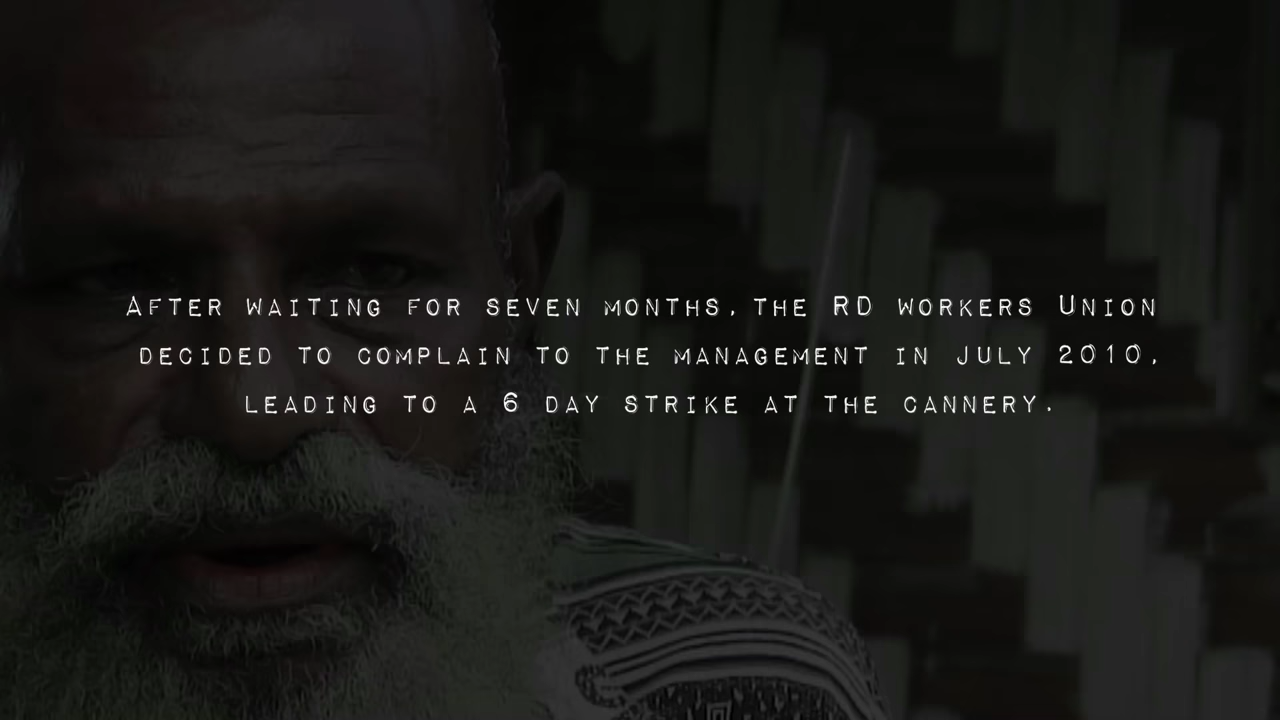 After waiting for seven months, the RD workers Union
decided to complain to the management in July 2010,
leading to a 6 day strike at the cannery.